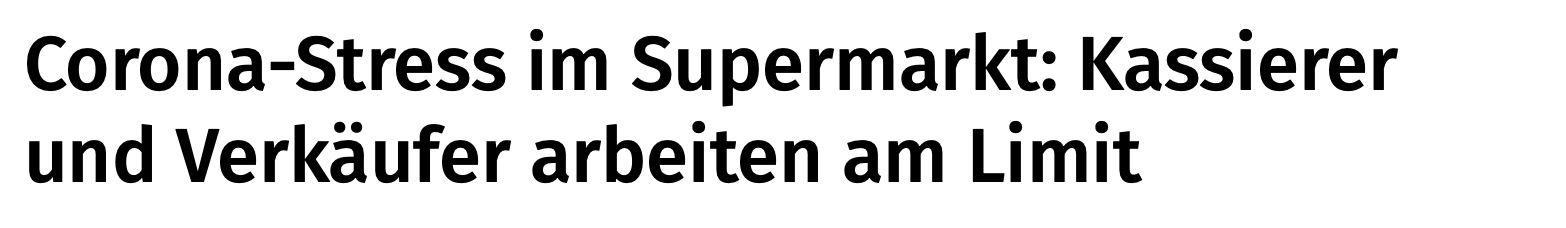 Corona-Stress im Supermarkt: Kassierer
und Verkäufer arbeiten am Limit